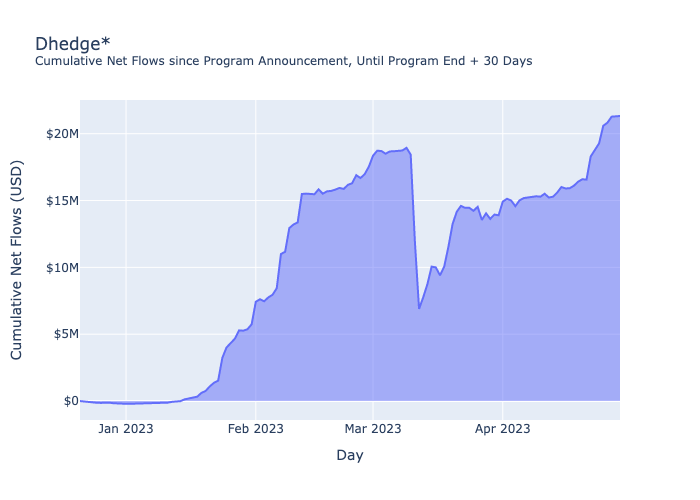 Dhedge*
Cumulative Net Flows since Program Announcement, Until Program End + 30 Days
Cumulative Net Flows (USD)
$20M
$15M
$10M
$5M
$0
Jan 2023
Feb 2023
Mar 2023
Apr 2023
Day